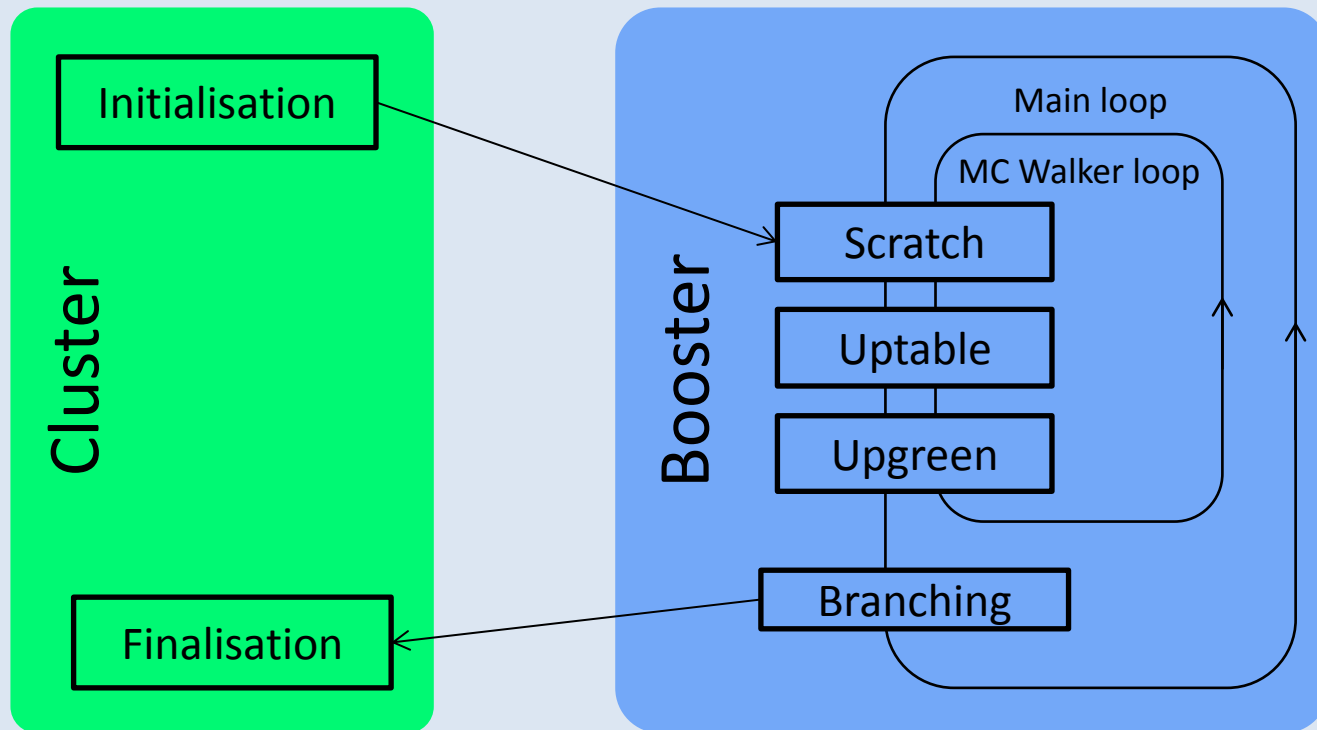 Cluster
Initialisation
Finalisation
Booster
Main loop
MC Walker loop
Scratch
Uptable
Upgreen
Branching